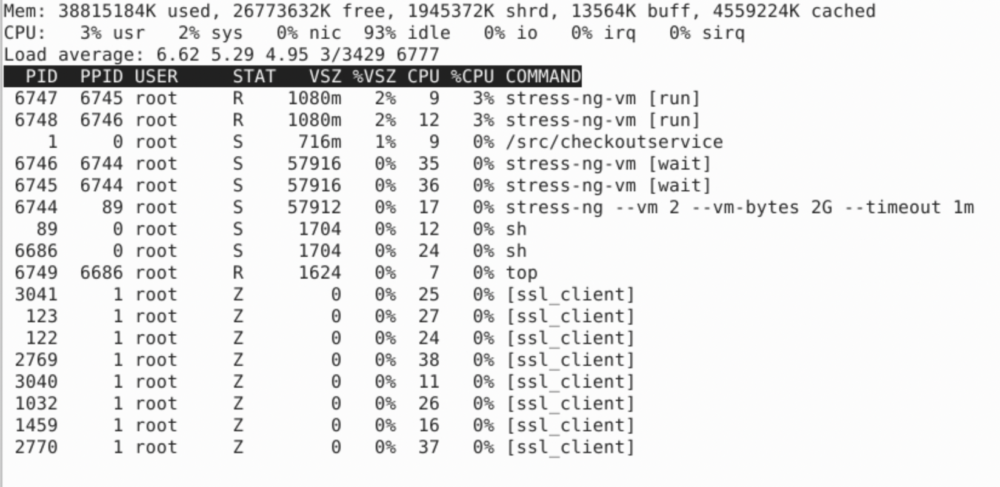 Mem: 38815184K used, 26773632K free, 1945372K shrd, 13564K buff, 4559224K cached
CPU:   3% usr   2% sys   0% nic  93% idle   0% io   0% irq   0% sirq
Load average: 6.62 5.29 4.95 3/3429 6777
  PID  PPID USER     STAT   VSZ %VSZ CPU %CPU COMMAND
 6747  6745 root     R    1080m   2%   9   3% stress-ng-vm [run]
 6748  6746 root     R    1080m   2%  12   3% stress-ng-vm [run]
    1     0 root     S     716m   1%   9   0% /src/checkoutservice
 6746  6744 root     S    57916   0%  35   0% stress-ng-vm [wait]
 6745  6744 root     S    57916   0%  36   0% stress-ng-vm [wait]
 6744    89 root     S    57912   0%  17   0% stress-ng --vm 2 --vm-bytes 2G --timeout 1m
   89     0 root     S     1704   0%  12   0% sh
 6686     0 root     S     1704   0%  24   0% sh
 6749  6686 root     R     1624   0%   7   0% top
 3041     1 root     Z        0   0%  25   0% [ssl_client]
  123     1 root     Z        0   0%  27   0% [ssl_client]
  122     1 root     Z        0   0%  24   0% [ssl_client]
 2769     1 root     Z        0   0%  38   0% [ssl_client]
 3040     1 root     Z        0   0%  11   0% [ssl_client]
 1032     1 root     Z        0   0%  26   0% [ssl_client]
 1459     1 root     Z        0   0%  16   0% [ssl_client]
 2770     1 root     Z        0   0%  37   0% [ssl_client]